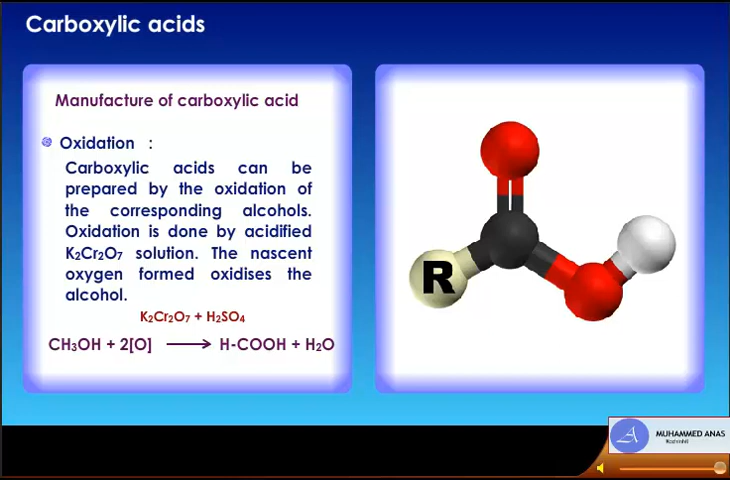 Carboxylic acids
Manufacture of carboxylic acid
Oxidation :
Carboxylic acids can be
prepared by the oxidation of
the corresponding alcohols.
Oxidation is done by acidified
K₂Cr₂O₇ solution. The nascent
oxygen formed oxidises the
alcohol.
K₂Cr₂O₇ + H₂SO₄
CH₃OH + 2[O] ⟶ H-COOH + H₂O
R
A
MUHAMMED ANAS